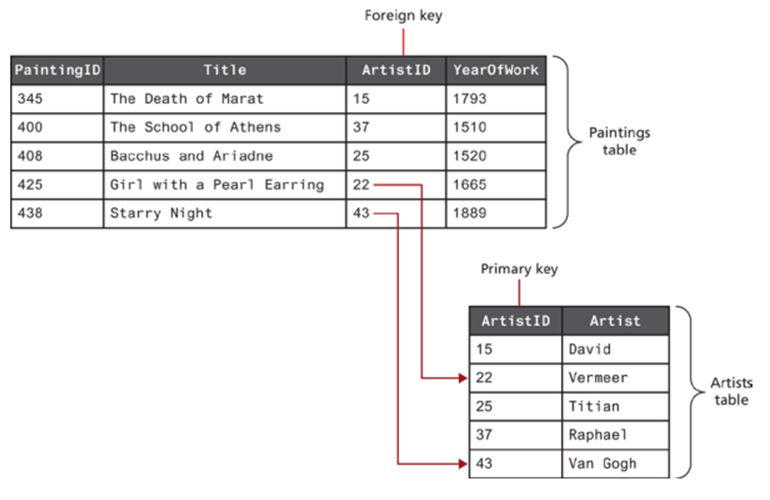 Foreign key
PaintingID Title ArtistID YearOfWork
345 The Death of Marat 15 1793
400 The School of Athens 37 1510
408 Bacchus and Ariadne 25 1520
425 Girl with a Pearl Earring 22 1665
438 Starry Night 43 1889
Paintings
table
Primary key
ArtistID Artist
15 David
22 Vermeer
25 Titian
37 Raphael
43 Van Gogh
Artists
table